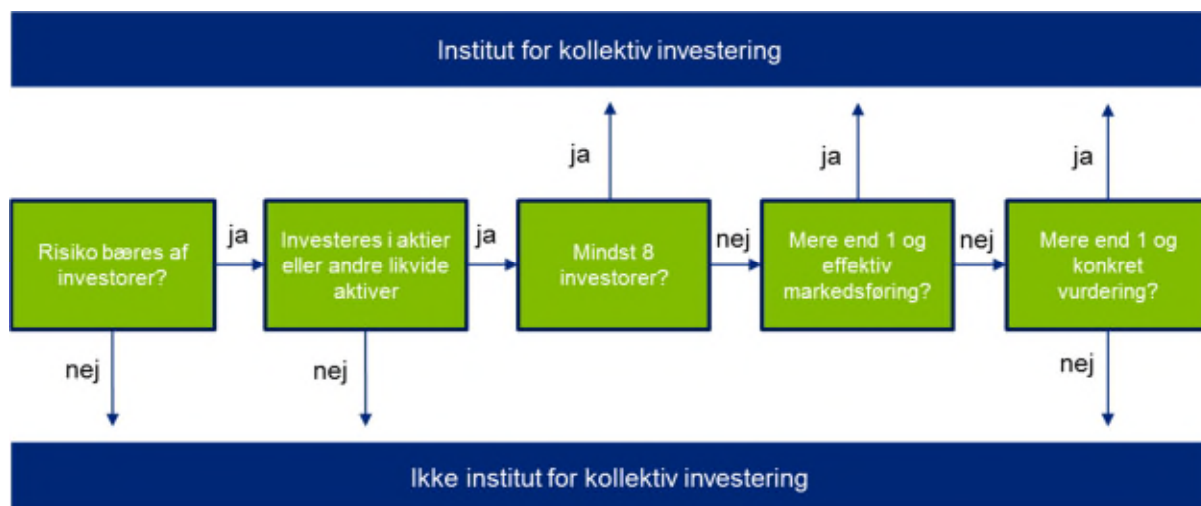 Institut for kollektiv investering
ja
ja
ja
Risiko bæres af
investorer?
ja
Investeres i aktier
eller andre likvide
aktiver
ja
Mindst 8
investorer?
nej
Mere end 1 og
effektiv
markedsføring?
nej
Mere end 1 og
konkret
vurdering?
nej
nej
nej
Ikke institut for kollektiv investering